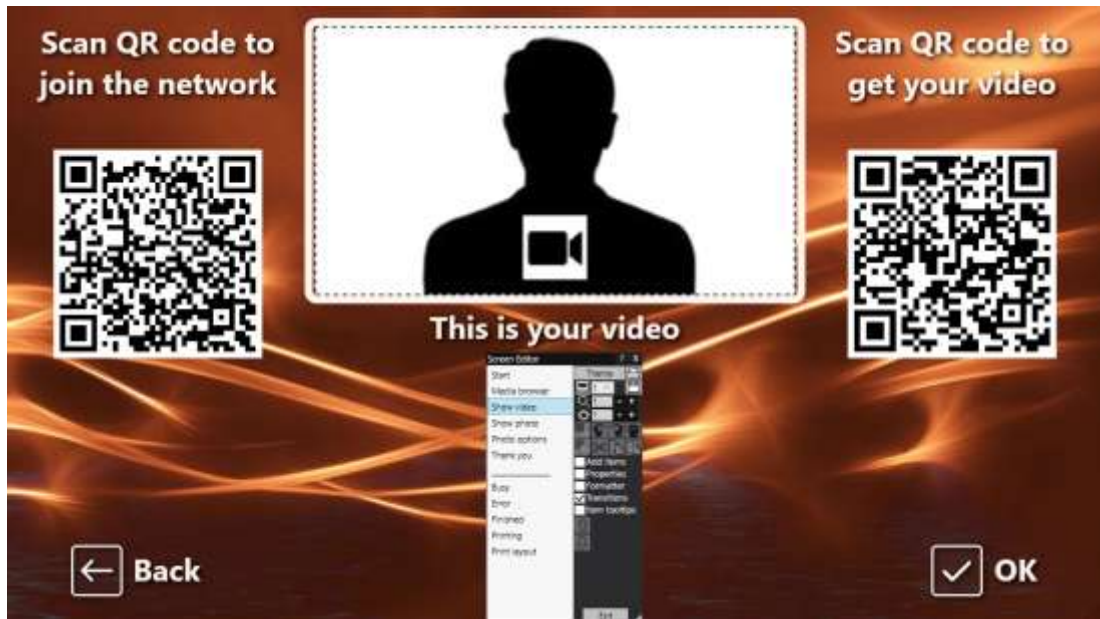 Scan QR code to
join the network
Scan QR code to
get your video
This is your video
Screen Editor
? X
Start
Media browser
Show video
Show photo
Photo options
Thank you
Busy
Error
Finished
Printing
Print layout
Theme
Add items
Properties
Formatter
Transitions
Item tooltips
Exit
Back
OK